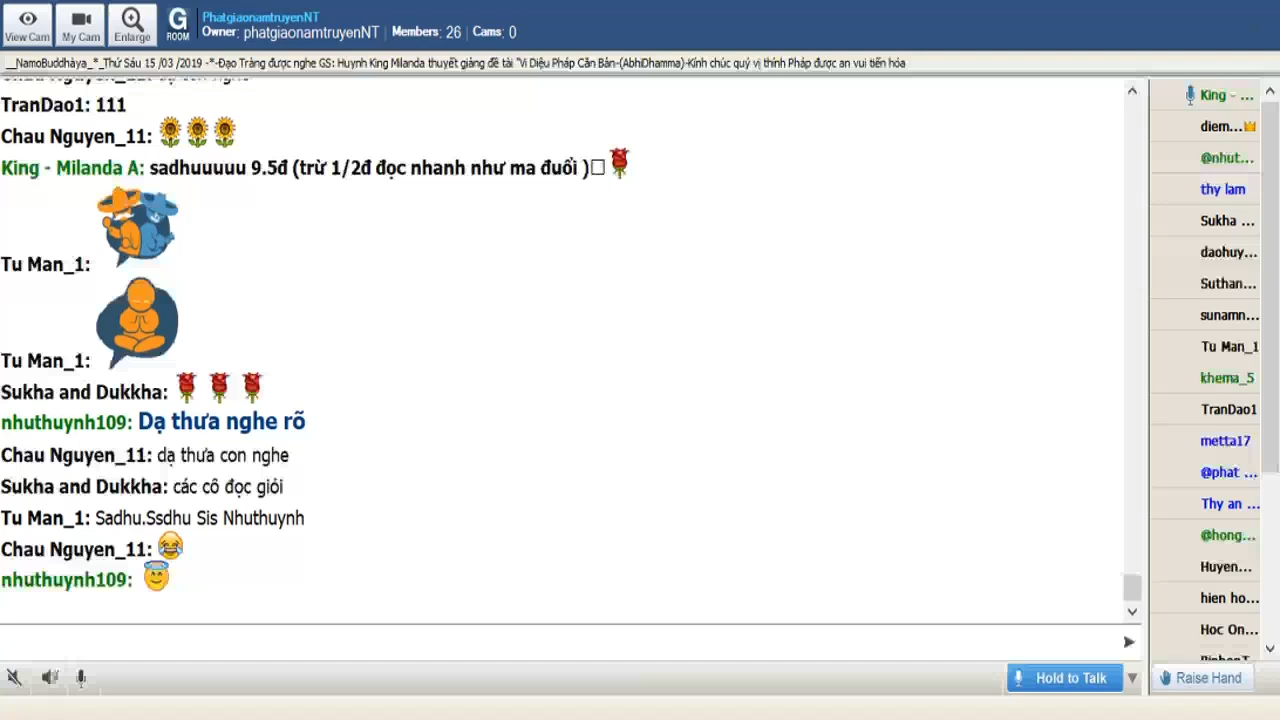 View Cam
My Cam
Enlarge
G
ROOM
PhatgiaonamtruyenNT
Owner: phatgiaonamtruyenNT | Members: 26 | Cams: 0
__NamoBuddhàya_*_Thứ Sáu 15 /03 /2019 -*-Đạo Tràng được nghe GS: Huynh King Milanda thuyết giảng đề tài "Vi Diệu Pháp Căn Bản-(AbhiDhamma)-Kính chúc quý vị thính Pháp được an vui tiến hóa
TranDao1: 111
Chau Nguyen_11:
King - Milanda A: sadhuuuuu 9.5đ (trừ 1/2đ đọc nhanh như ma đuổi )
Tu Man_1:
Tu Man_1:
Sukha and Dukkha:
nhuthuynh109: Dạ thưa nghe rõ
Chau Nguyen_11: dạ thưa con nghe
Sukha and Dukkha: các cô đọc giỏi
Tu Man_1: Sadhu.Ssdhu Sis Nhuthuynh
Chau Nguyen_11:
nhuthuynh109:
King - ...
diem...
@nhut...
thy lam
Sukha ...
daohuy...
Suthan...
sunamn...
Tu Man_1
khema_5
TranDao1
metta17
@phat ...
Thy an ...
@hong...
Huyen...
hien ho...
Hoc On...
Hold to Talk
Raise Hand